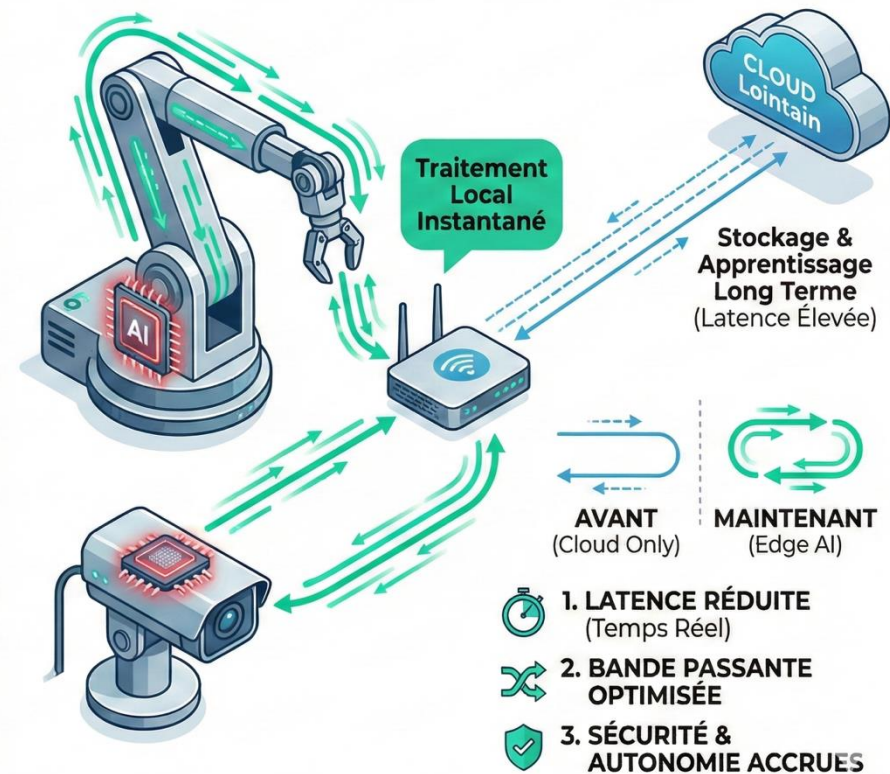 CLOUD
Lointain
Traitement
Local
Instantané
Stockage &
Apprentissage
Long Terme
(Latence Élevée)
AI
AVANT
(Cloud Only)
MAINTENANT
(Edge AI)
1. LATENCE RÉDUITE
(Temps Réel)
2. BANDE PASSANTE
OPTIMISÉE
3. SÉCURITÉ &
AUTONOMIE ACCRUES